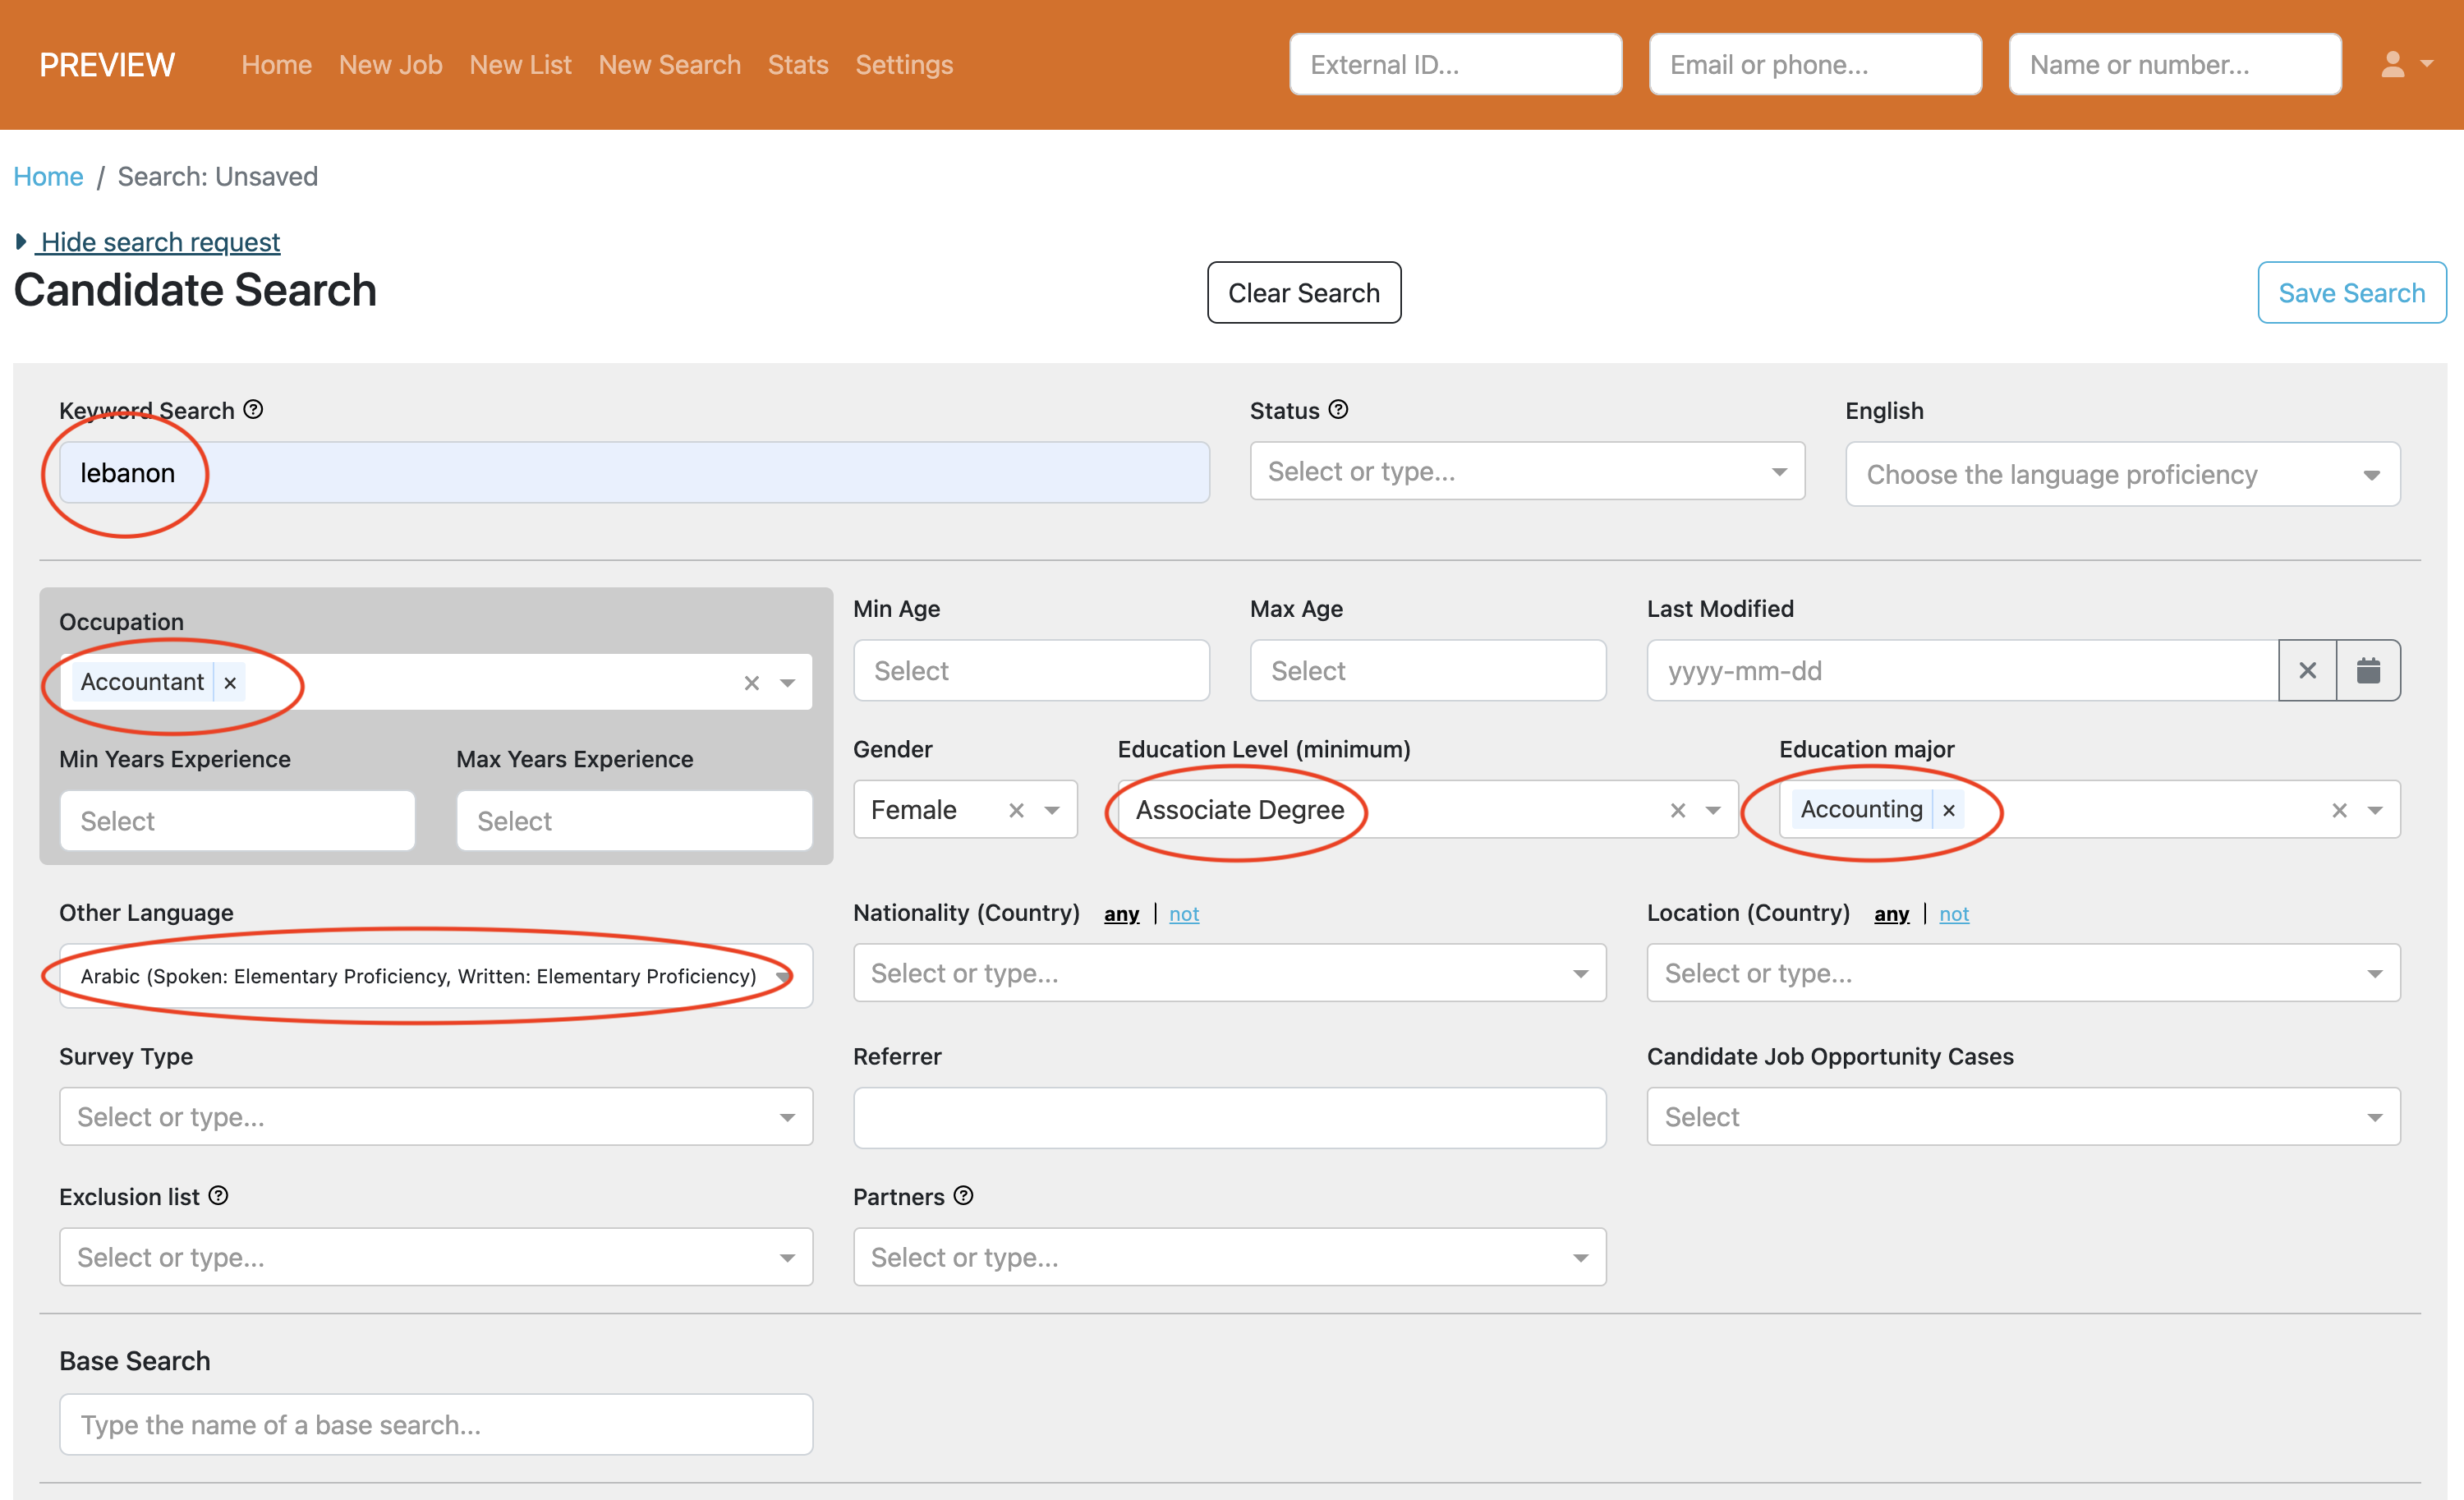 PREVIEW Home New Job New List New Search Stats Settings External ID... Email or phone... Name or number...
Home / Search: Unsaved
Hide search request
Candidate Search
Clear Search
Save Search
Keyword Search
lebanon
Status
Select or type...
English
Choose the language proficiency
Occupation
Accountant ×
Min Years Experience
Select
Max Years Experience
Select
Min Age
Select
Max Age
Select
Last Modified
yyyy-mm-dd
Gender
Female
Education Level (minimum)
Associate Degree
Education major
Accounting ×
Other Language
Arabic (Spoken: Elementary Proficiency, Written: Elementary Proficiency)
Nationality (Country) any | not
Select or type...
Location (Country) any | not
Select or type...
Survey Type
Select or type...
Referrer
Candidate Job Opportunity Cases
Select
Exclusion list
Select or type...
Partners
Select or type...
Base Search
Type the name of a base search...